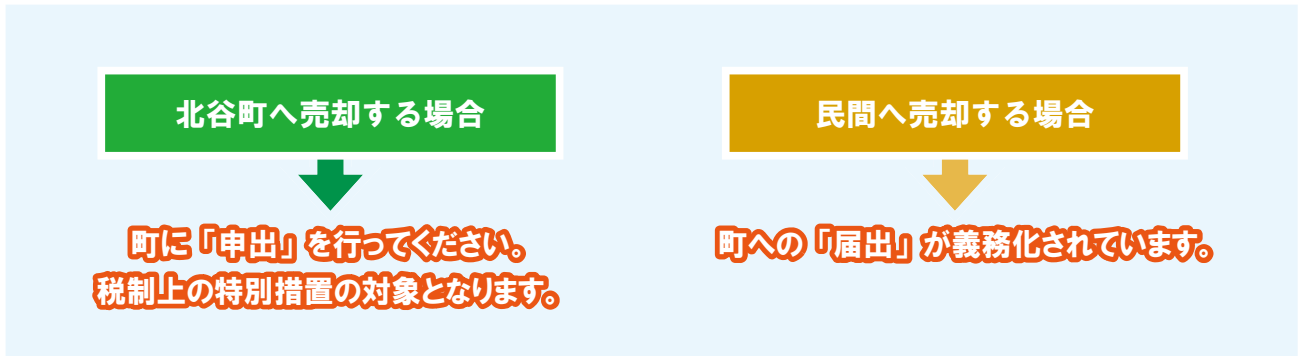 北谷町へ売却する場合
町に「申出」を行ってください。
税制上の特別措置の対象となります。
民間へ売却する場合
町への「届出」が義務化されています。